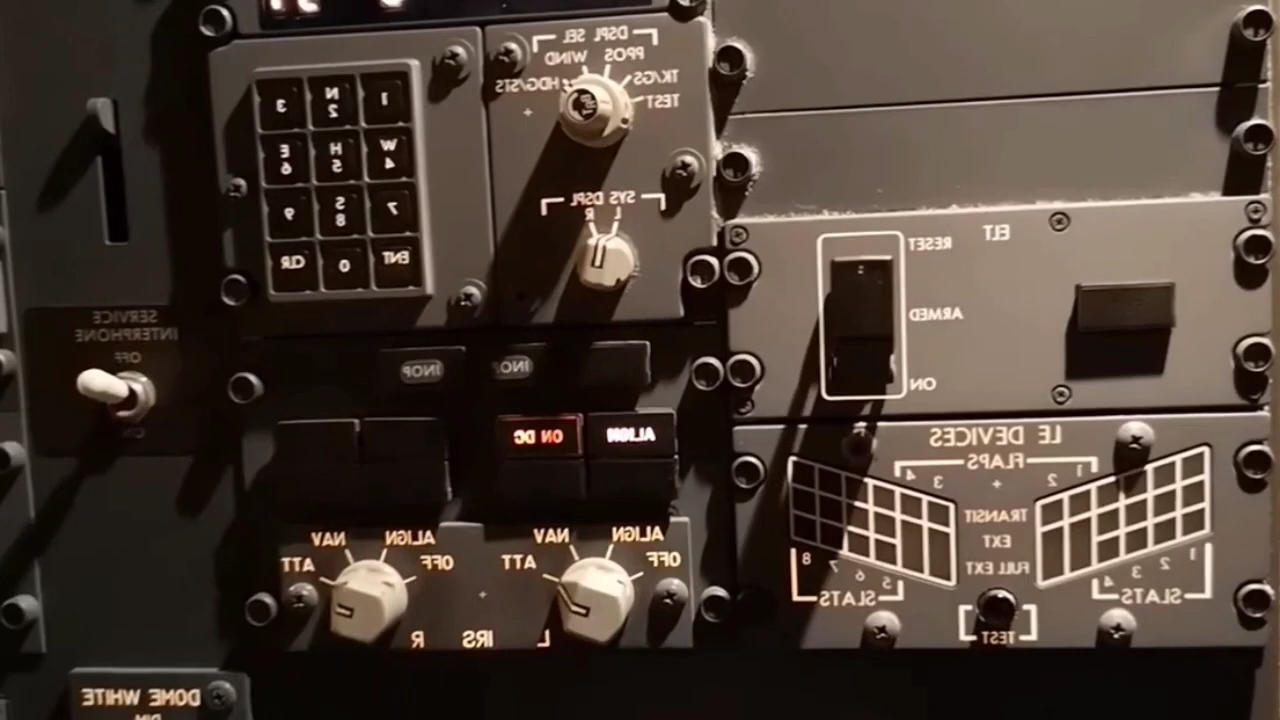 DSPL SEL
PPOS
WIND
TK/GS
HDG/STS
TEST
1
N
2
3
W
4
H
5
E
6
7
S
8
9
ENT
0
CLR
SYS DSPL
L
R
ELT
RESET
ARMED
ON
SERVICE
INTERPHONE
OFF
INOP
INOP
ALIGN
ON DC
LE DEVICES
FLAPS
1
2
3
4
TRANSIT
EXT
FULL EXT
1
2
3
4
SLATS
5
6
7
8
SLATS
TEST
ALIGN
NAV
OFF
ATT
ALIGN
NAV
OFF
ATT
L
IRS
R
DOME WHITE
DIM